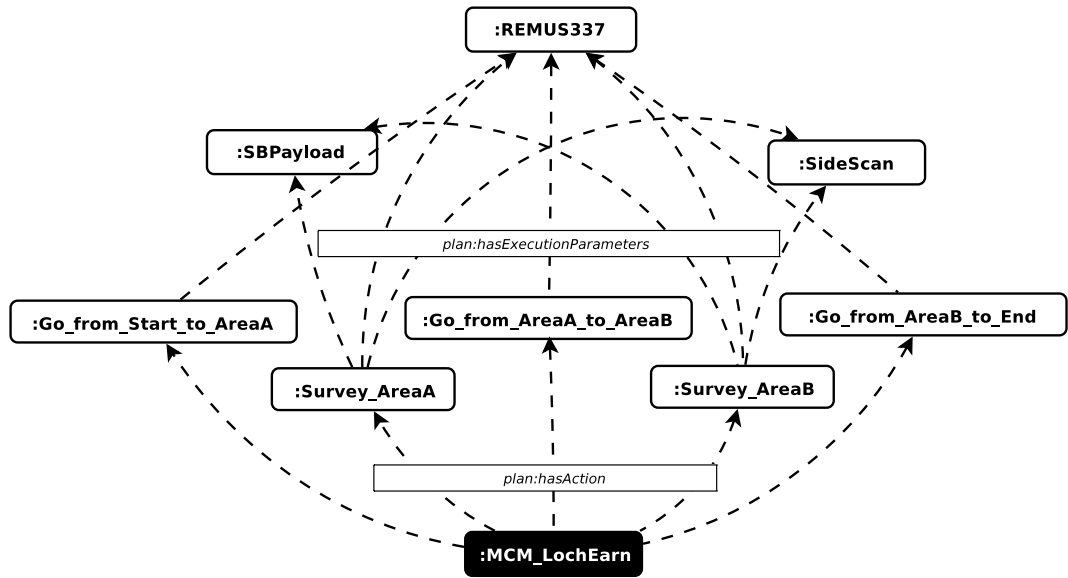 :REMUS337
:SBPayload
:SideScan
plan:hasExecutionParameters
:Go_from_Start_to_AreaA
:Go_from_AreaA_to_AreaB
:Go_from_AreaB_to_End
:Survey_AreaA
:Survey_AreaB
plan:hasAction
:MCM_LochEarn